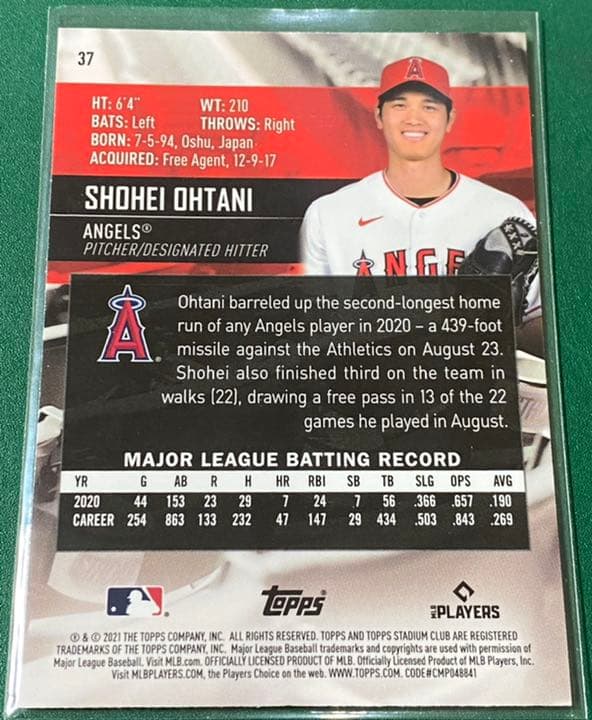 37
HT: 6'4" WT: 210
BATS: Left THROWS: Right
BORN: 7-5-94, Oshu, Japan
ACQUIRED: Free Agent, 12-9-17
SHOHEI OHTANI
ANGELS®
PITCHER/DESIGNATED HITTER
A
ANGE
A
Ohtani barreled up the second-longest home
run of any Angels player in 2020 – a 439-foot
missile against the Athletics on August 23.
Shohei also finished third on the team in
walks (22), drawing a free pass in 13 of the 22
games he played in August.
MAJOR LEAGUE BATTING RECORD
YR G AB R H HR RBI SB TB SLG OPS AVG
2020 44 153 23 29 7 24 7 56 .366 .657 .190
CAREER 254 863 133 232 47 147 29 434 .503 .843 .269
TOPPS
MLB PLAYERS
® & © 2021 THE TOPPS COMPANY, INC. ALL RIGHTS RESERVED. TOPPS AND TOPPS STADIUM CLUB ARE REGISTERED
TRADEMARKS OF THE TOPPS COMPANY, INC. Major League Baseball trademarks and copyrights are used with permission of
Major League Baseball. Visit MLB.com. OFFICIALLY LICENSED PRODUCT OF MLB. Officially Licensed Product of MLB Players, Inc.
Visit MLBPLAYERS.com, the Players Choice on the web. WWW.TOPPS.COM. CODE#CMP048841